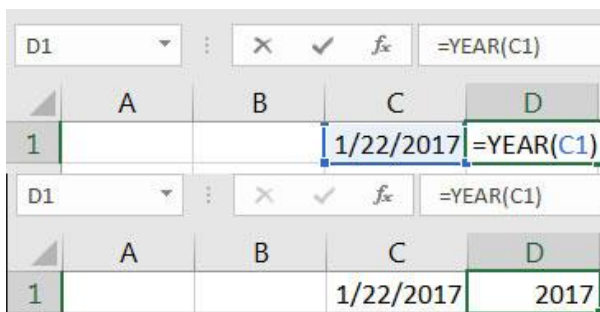 D1 fx =YEAR(C1)
A B C D
1 1/22/2017 =YEAR(C1)
D1 fx =YEAR(C1)
A B C D
1 1/22/2017 2017